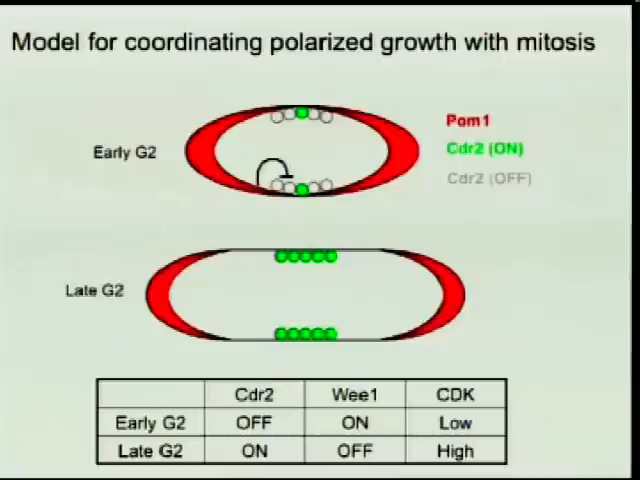 Model for coordinating polarized growth with mitosis
Pom1
Early G2
Cdr2 (ON)
Cdr2 (OFF)
Late G2
Cdr2 Wee1 CDK
Early G2 OFF ON Low
Late G2 ON OFF High